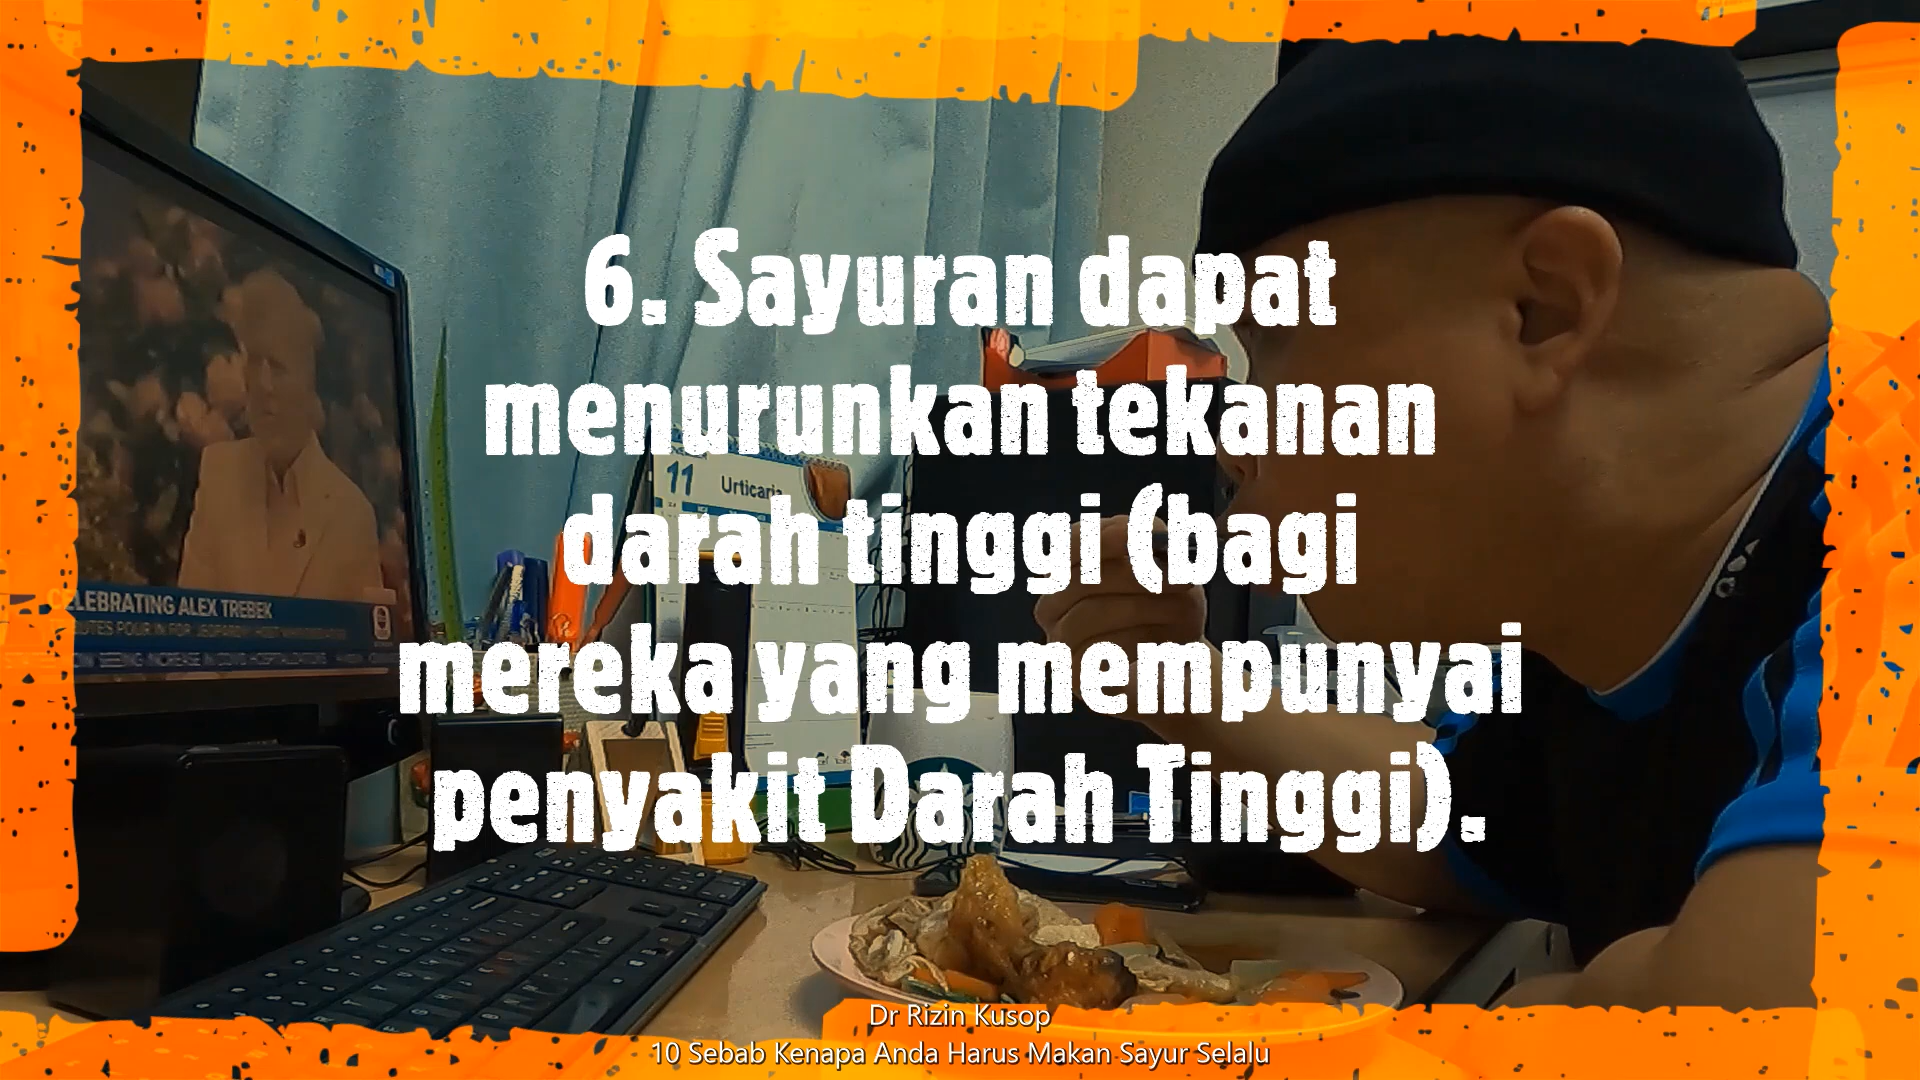 6. Sayuran dapat
menurunkan tekanan
darah tinggi (bagi
mereka yang mempunyai
penyakit Darah Tinggi).
11
Urticaria
CELEBRATING ALEX TREBEK
Dr Rizin Kusop
10 Sebab Kenapa Anda Harus Makan Sayur Selalu